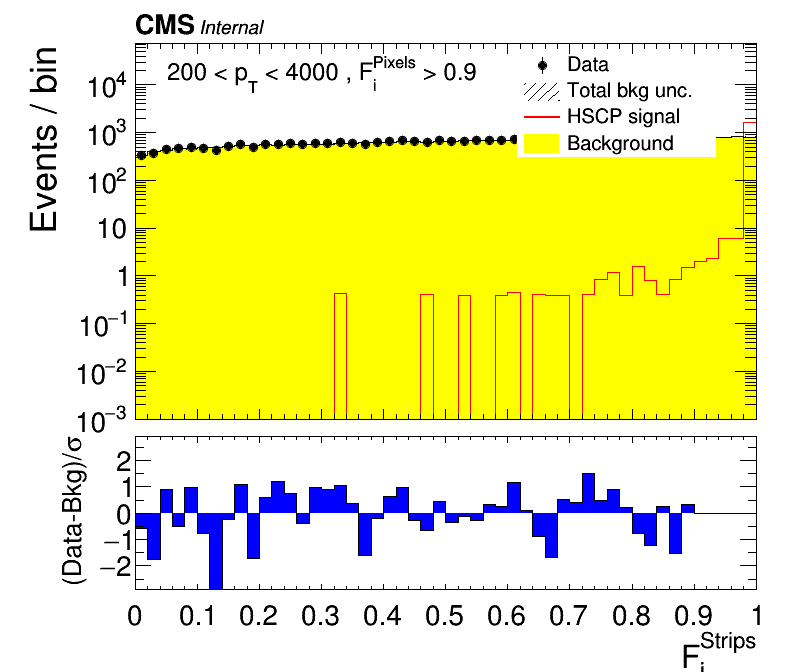 CMS Internal
Events / bin
200 < p_T < 4000 , F_i^Pixels > 0.9
Data
Total bkg unc.
HSCP signal
Background
10^4
10^3
10^2
10
1
10^−1
10^−2
10^−3
(Data-Bkg)/σ
2
1
0
−1
−2
0 0.1 0.2 0.3 0.4 0.5 0.6 0.7 0.8 0.9 1
F_i^Strips